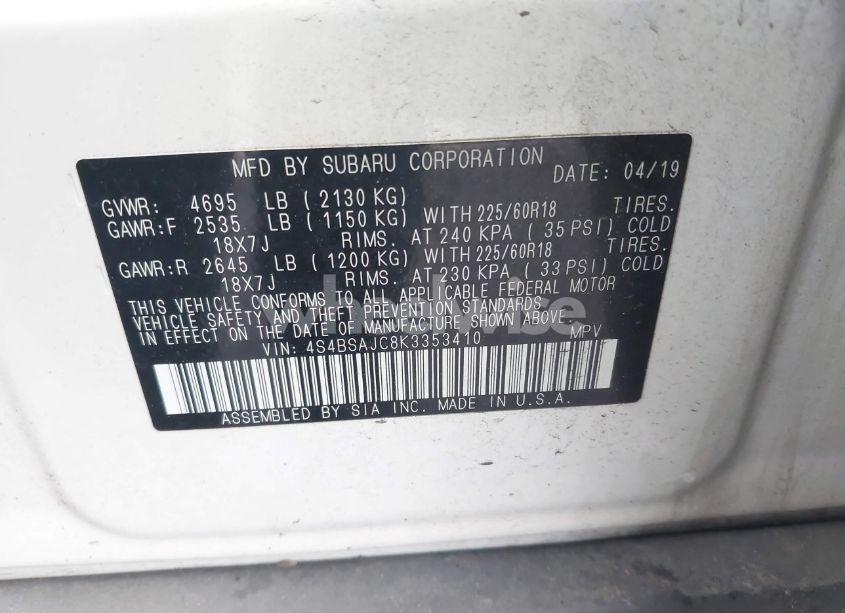 MFD BY SUBARU CORPORATION DATE: 04/19
GVWR: 4695 LB ( 2130 KG)
GAWR:F 2535 LB ( 1150 KG) WITH 225/60R18 TIRES.
18X7J RIMS. AT 240 KPA ( 35 PSI) COLD
GAWR:R 2645 LB ( 1200 KG) WITH 225/60R18 TIRES.
18X7J RIMS. AT 230 KPA ( 33 PSI) COLD
THIS VEHICLE CONFORMS TO ALL APPLICABLE FEDERAL MOTOR
VEHICLE SAFETY AND THEFT PREVENTION STANDARDS
IN EFFECT ON THE DATE OF MANUFACTURE SHOWN ABOVE.
VIN: 4S4BSAJC8K3353410 MPV
ASSEMBLED BY SIA INC. MADE IN U.S.A.